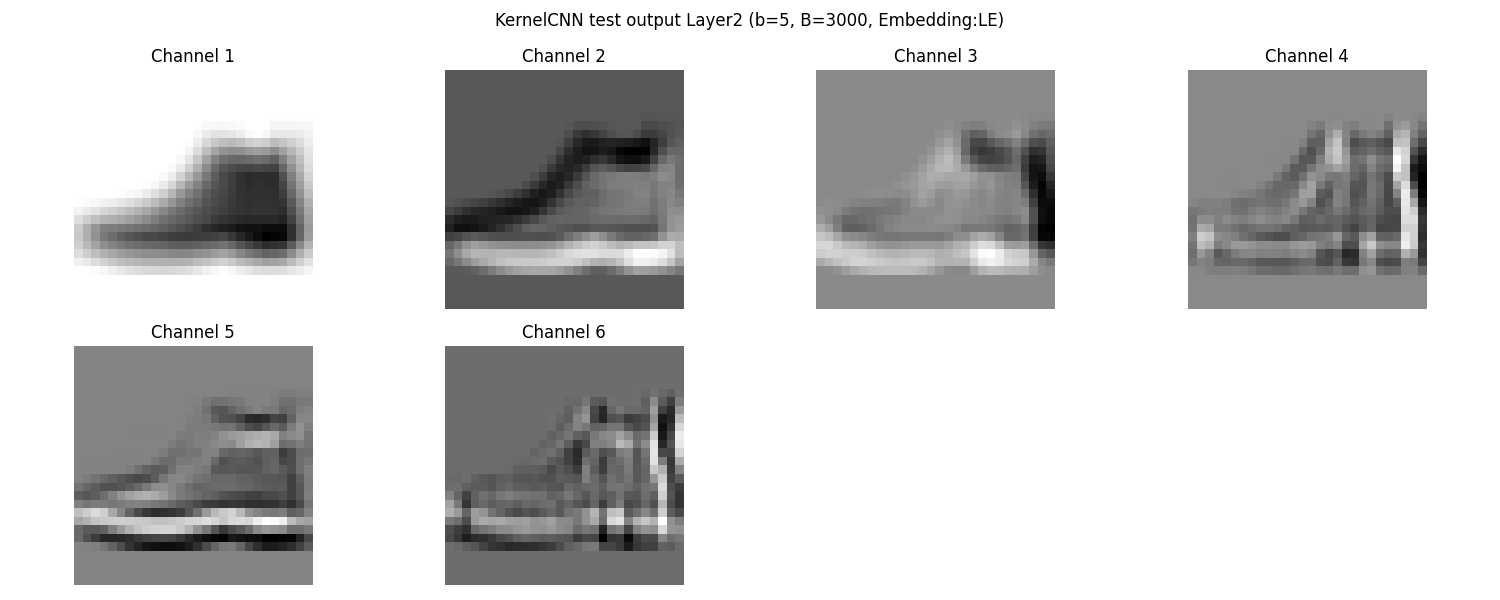 KernelCNN test output Layer2 (b=5, B=3000, Embedding:LE)
Channel 1
Channel 2
Channel 3
Channel 4
Channel 5
Channel 6